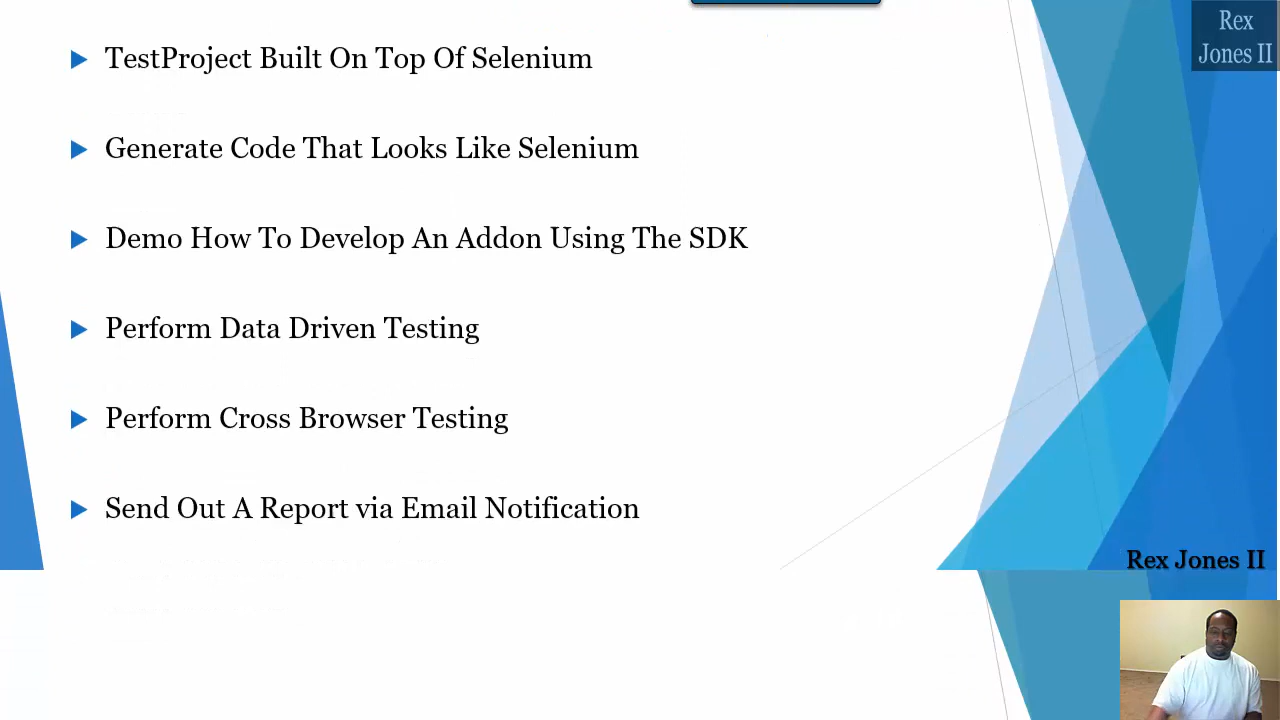 TestProject Built On Top Of Selenium
Generate Code That Looks Like Selenium
Demo How To Develop An Addon Using The SDK
Perform Data Driven Testing
Perform Cross Browser Testing
Send Out A Report via Email Notification
Rex
Jones II
Rex Jones II